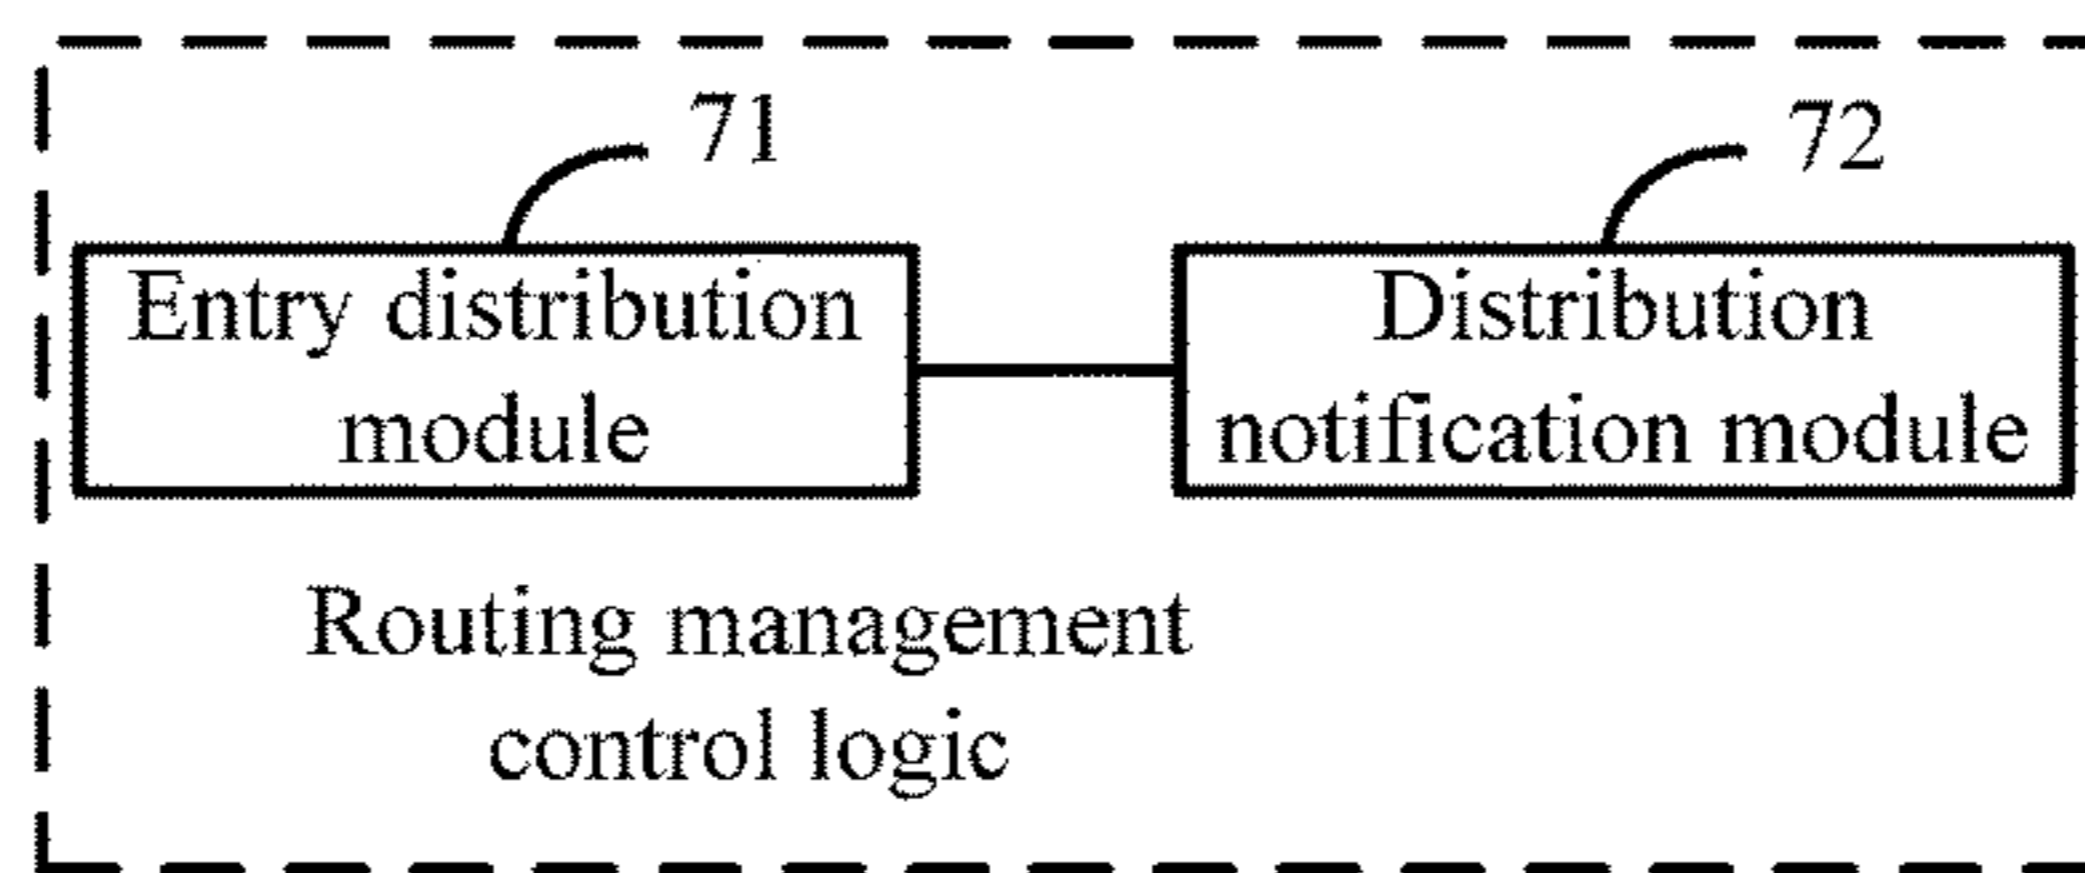 71
72
Entry distribution
module
Distribution
notification module
Routing management
control logic